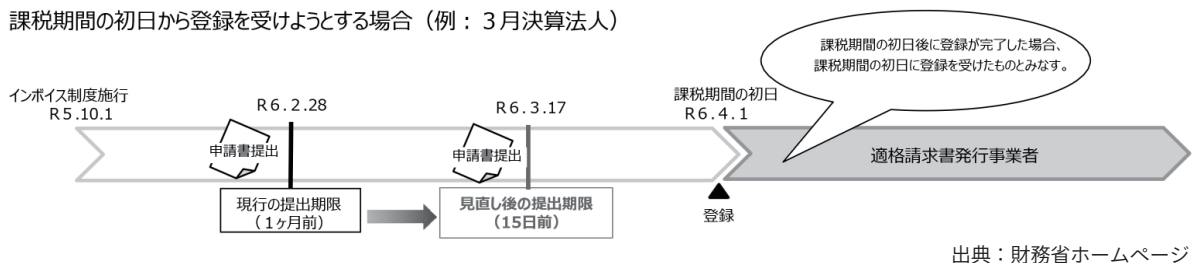 課税期間の初日から登録を受けようとする場合（例：３月決算法人）
課税期間の初日後に登録が完了した場合、
課税期間の初日に登録を受けたものとみなす。
インボイス制度施行
Ｒ5.10.1
Ｒ６.２.28
Ｒ６.３.17
課税期間の初日
Ｒ６.４.１
申請書提出
申請書提出
適格請求書発行事業者
現行の提出期限
（１ヶ月前）
見直し後の提出期限
（15日前）
登録
出典：財務省ホームページ